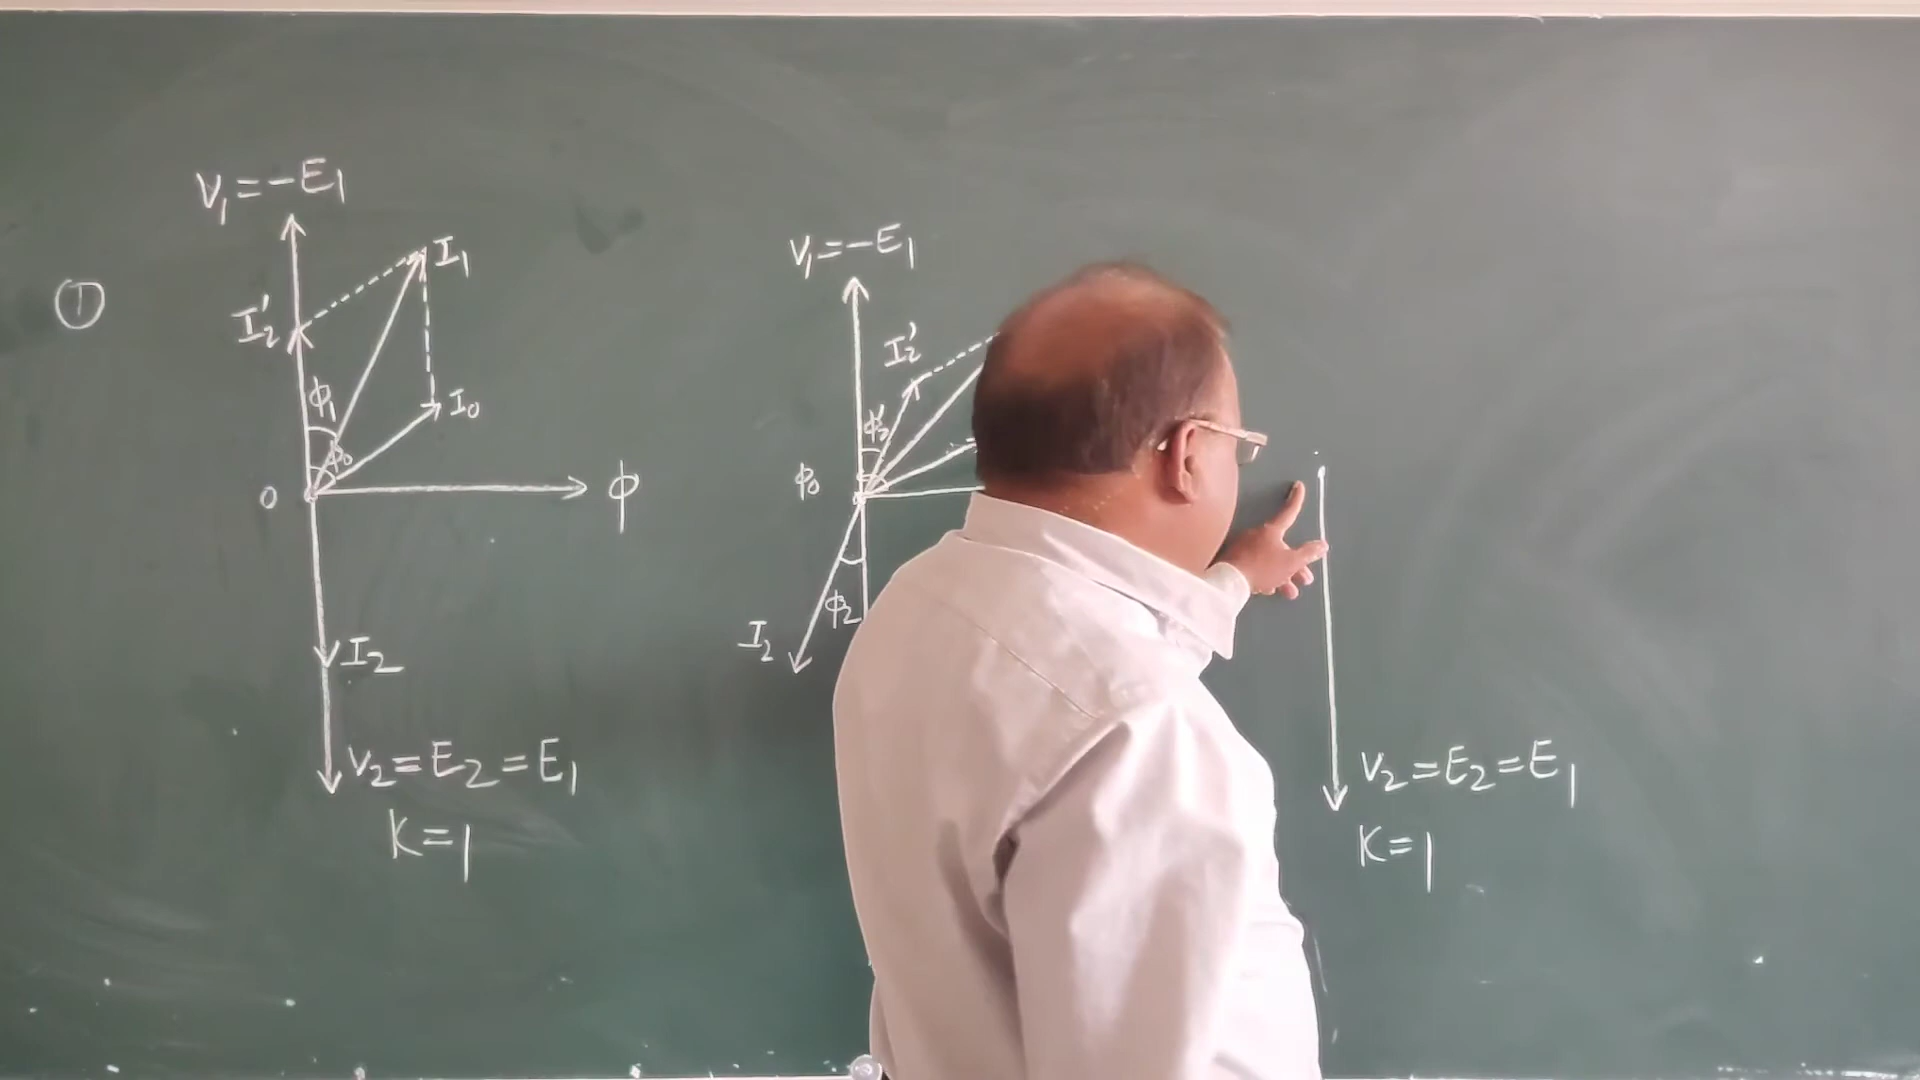 ①
V₁=-E₁
I₂'
I₁
ϕ₁
ϕ₀
I₀
0
ϕ
I₂
V₂=E₂=E₁
K=1
V₁=-E₁
I₂'
ϕ₂'
ϕ₀
ϕ₂
I₂
V₂=E₂=E₁
K=1